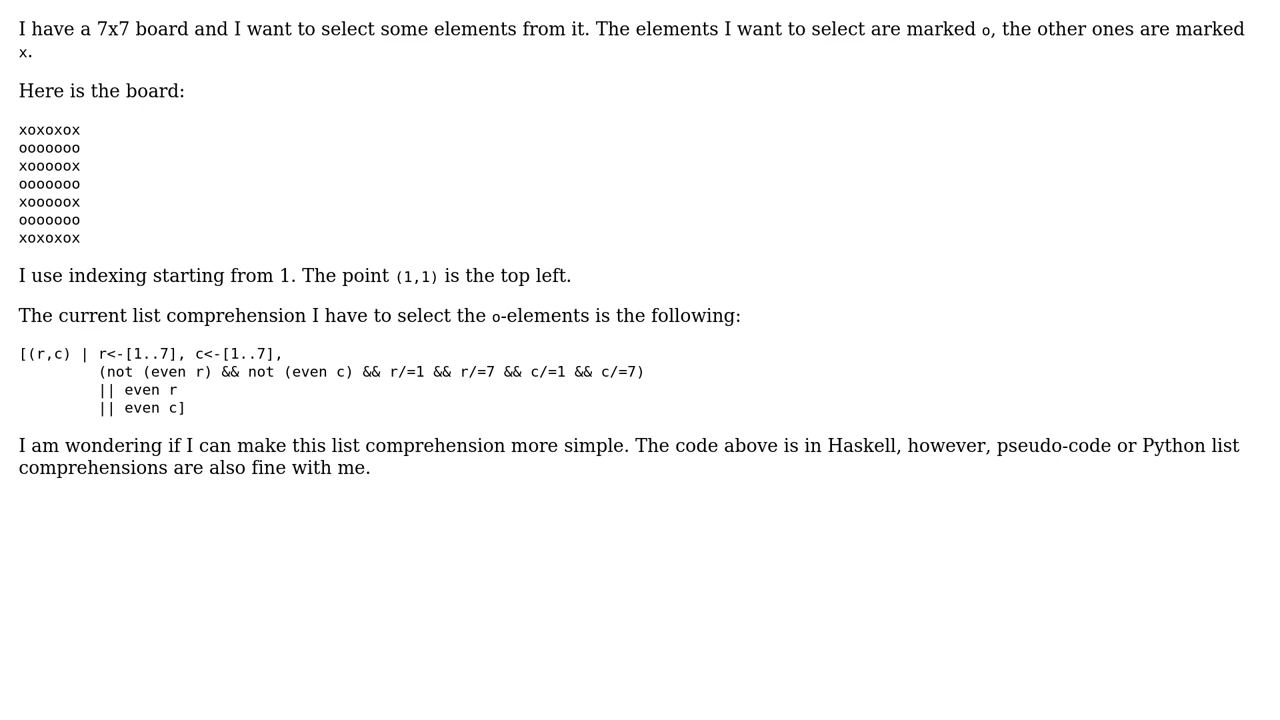 I have a 7x7 board and I want to select some elements from it. The elements I want to select are marked o, the other ones are marked
x.
Here is the board:
xoxoxox
ooooooo
xooooox
ooooooo
xooooox
ooooooo
xoxoxox
I use indexing starting from 1. The point (1,1) is the top left.
The current list comprehension I have to select the o-elements is the following:
[(r,c) | r<-[1..7], c<-[1..7],
         (not (even r) && not (even c) && r/=1 && r/=7 && c/=1 && c/=7)
         || even r
         || even c]
I am wondering if I can make this list comprehension more simple. The code above is in Haskell, however, pseudo-code or Python list
comprehensions are also fine with me.